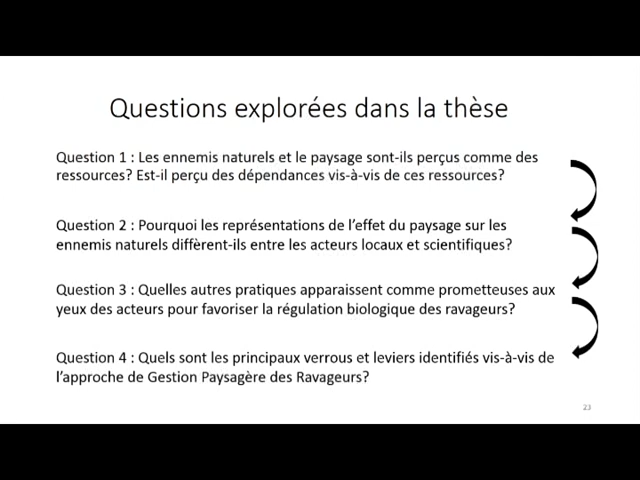 Questions explorées dans la thèse
Question 1 : Les ennemis naturels et le paysage sont-ils perçus comme des
ressources? Est-il perçu des dépendances vis-à-vis de ces ressources?
Question 2 : Pourquoi les représentations de l'effet du paysage sur les
ennemis naturels diffèrent-ils entre les acteurs locaux et scientifiques?
Question 3 : Quelles autres pratiques apparaissent comme prometteuses aux
yeux des acteurs pour favoriser la régulation biologique des ravageurs?
Question 4 : Quels sont les principaux verrous et leviers identifiés vis-à-vis de
l'approche de Gestion Paysagère des Ravageurs?
23